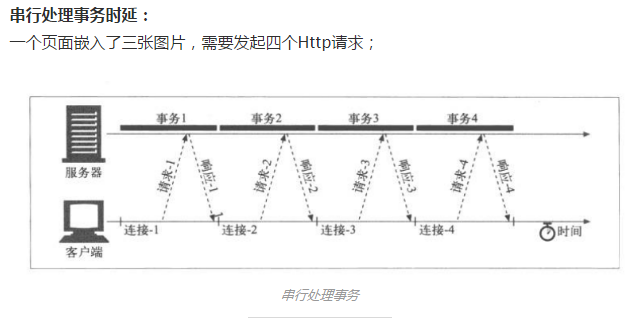 串行处理事务时延：
一个页面嵌入了三张图片，需要发起四个Http请求；
事务1 事务2 事务3 事务4
服务器
请求-1 响应-1 请求-2 响应-2 请求-3 响应-3 请求-4 响应-4
连接-1 连接-2 连接-3 连接-4 时间
客户端
串行处理事务